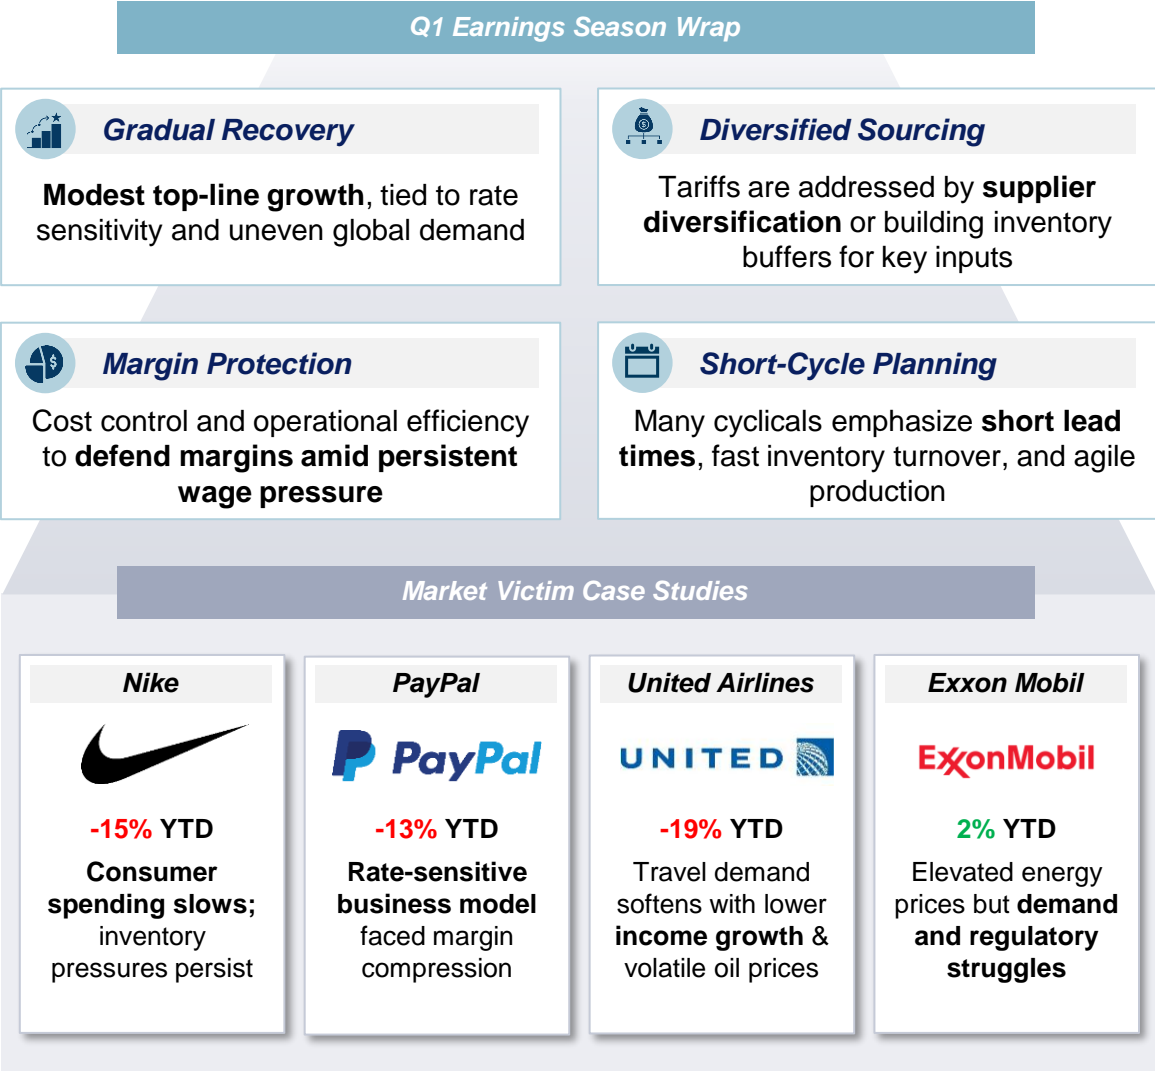 Q1 Earnings Season Wrap
Gradual Recovery
Modest top-line growth, tied to rate
sensitivity and uneven global demand
Diversified Sourcing
Tariffs are addressed by supplier
diversification or building inventory
buffers for key inputs
Margin Protection
Cost control and operational efficiency
to defend margins amid persistent
wage pressure
Short-Cycle Planning
Many cyclicals emphasize short lead
times, fast inventory turnover, and agile
production
Market Victim Case Studies
Nike
-15% YTD
Consumer
spending slows;
inventory
pressures persist
PayPal
PayPal
-13% YTD
Rate-sensitive
business model
faced margin
compression
United Airlines
UNITED
-19% YTD
Travel demand
softens with lower
income growth &
volatile oil prices
Exxon Mobil
ExxonMobil
2% YTD
Elevated energy
prices but demand
and regulatory
struggles